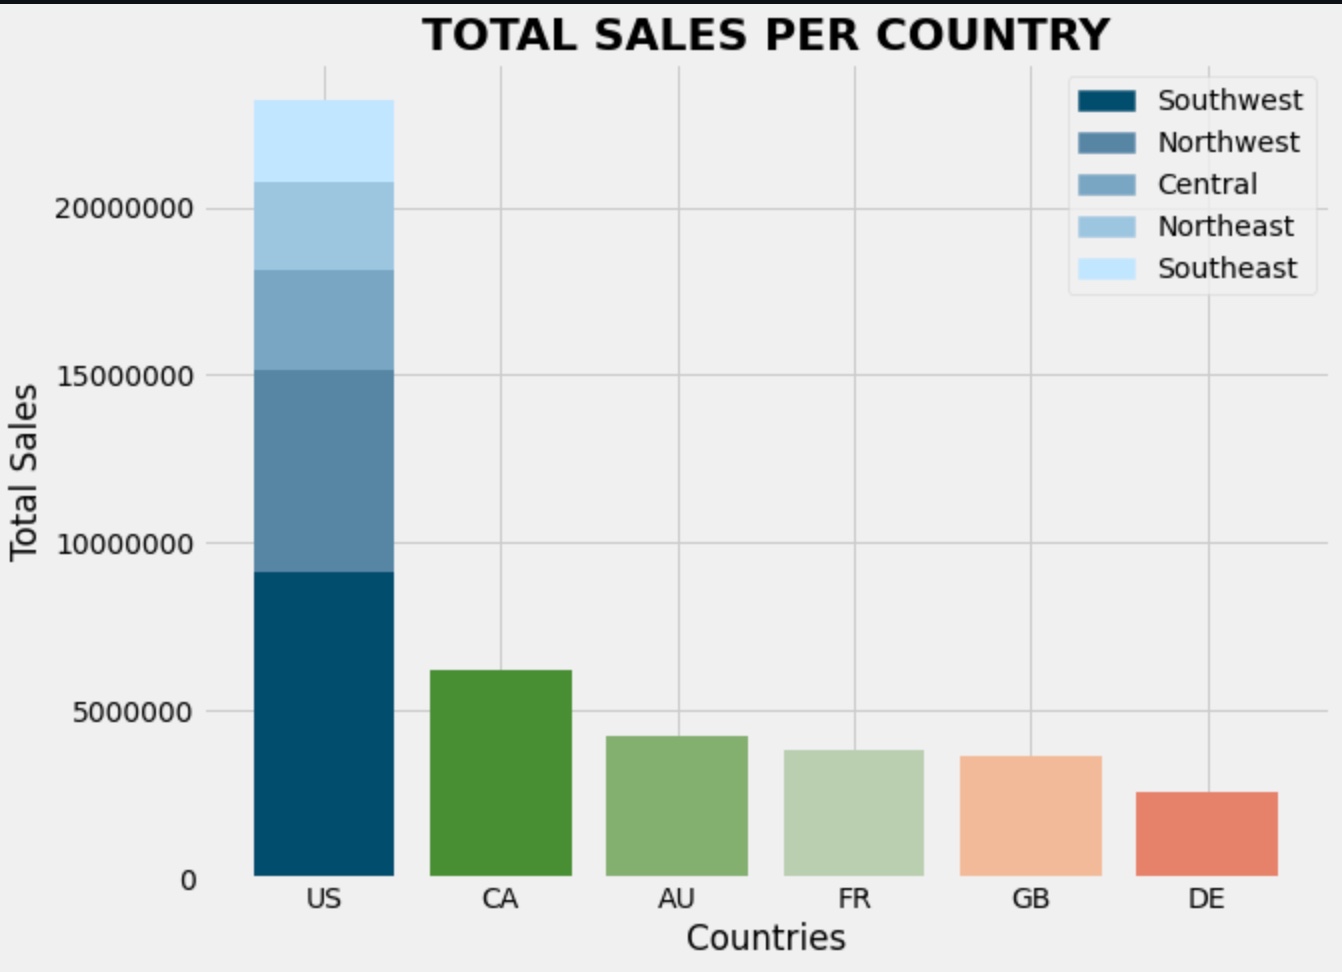 TOTAL SALES PER COUNTRY
Southwest
Northwest
Central
Northeast
Southeast
Total Sales
20000000
15000000
10000000
5000000
0
US
CA
AU
FR
GB
DE
Countries